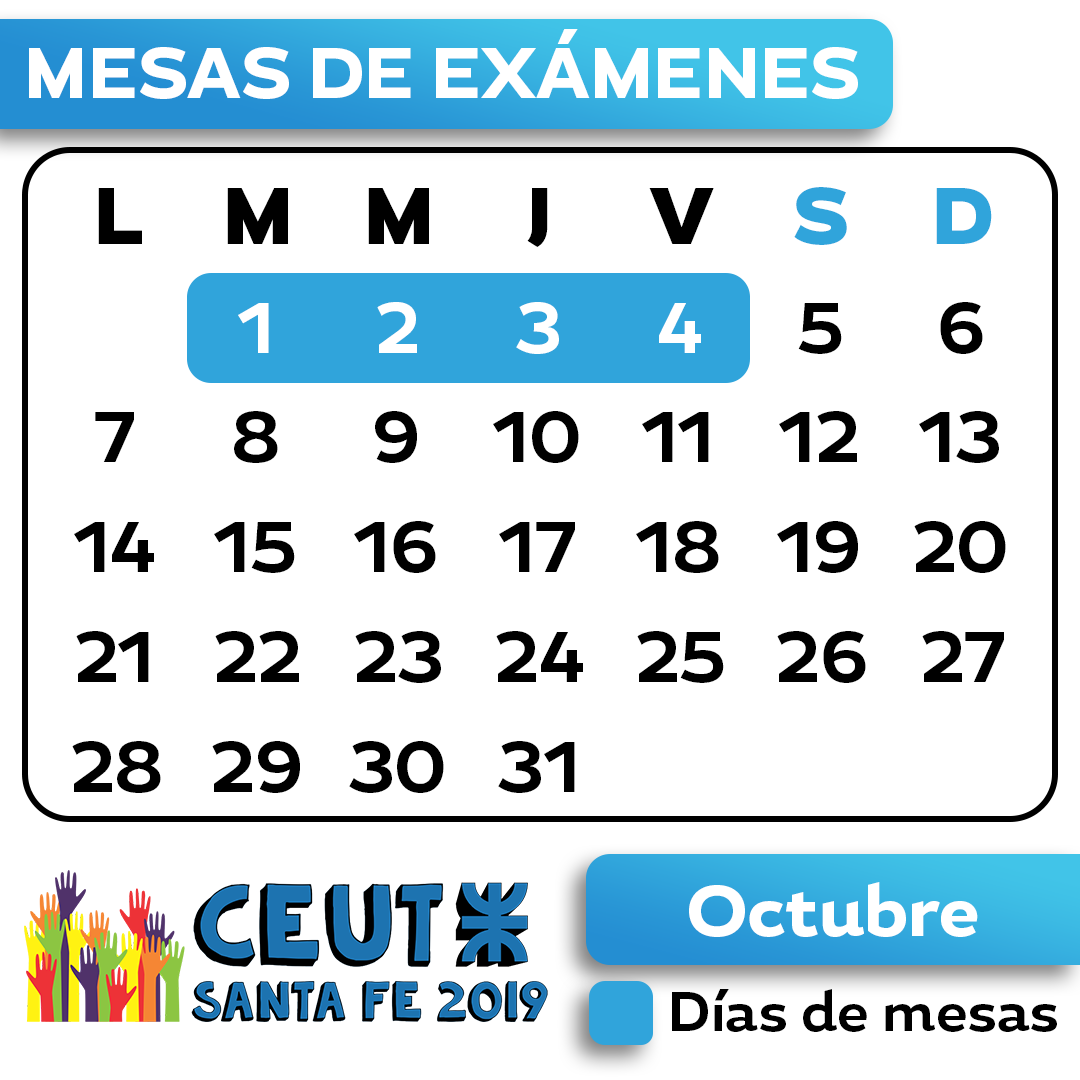 MESAS DE EXÁMENES
L M M J V S D
1 2 3 4 5 6
7 8 9 10 11 12 13
14 15 16 17 18 19 20
21 22 23 24 25 26 27
28 29 30 31
CEUT
SANTA FE 2019
Octubre
Días de mesas